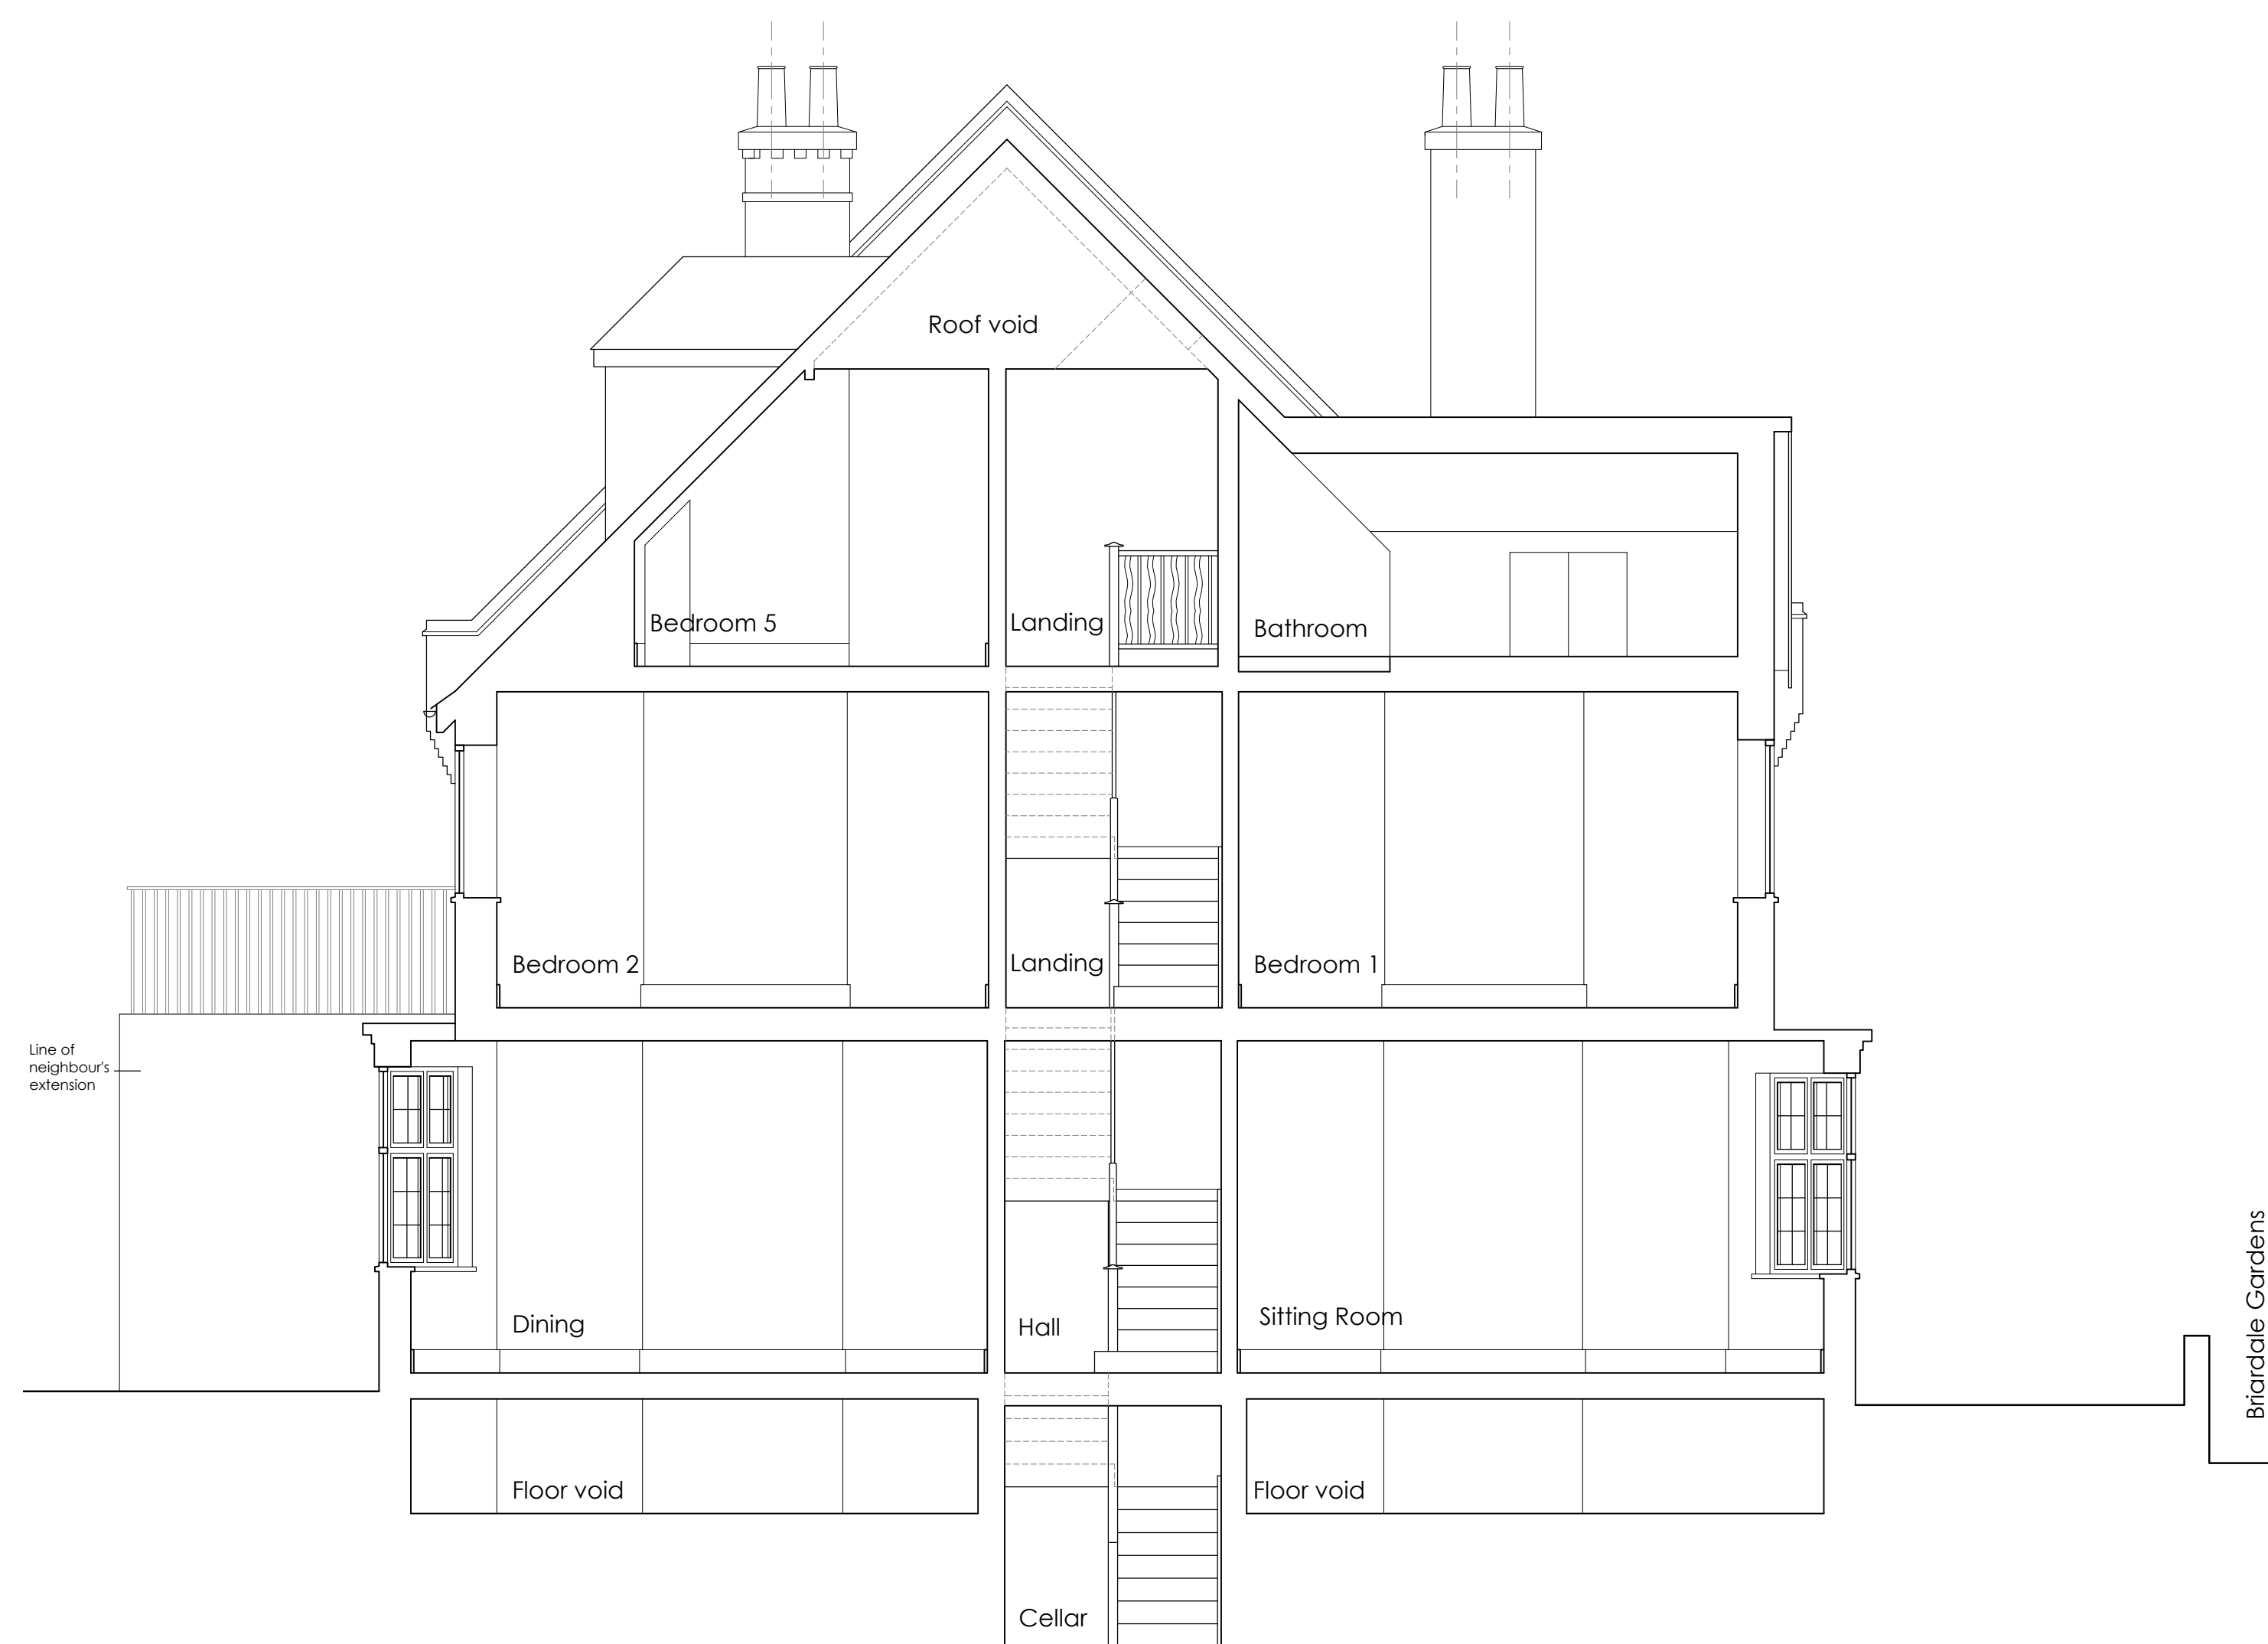 Roof void
Bedroom 5
Landing
Bathroom
Bedroom 2
Landing
Bedroom 1
Line of
neighbour's
extension
Dining
Hall
Sitting Room
Briardale Gardens
Floor void
Floor void
Cellar